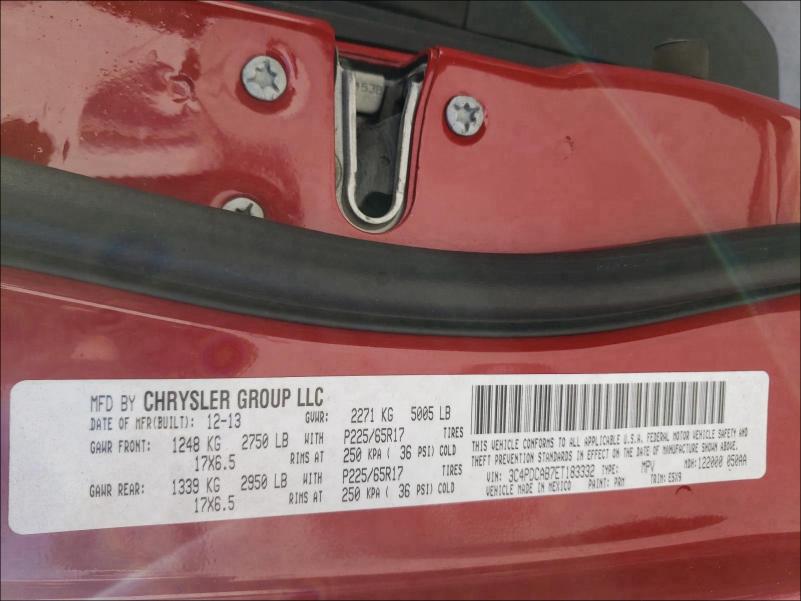 MFD BY CHRYSLER GROUP LLC
DATE OF MFR(BUILT): 12-13 GVWR: 2271 KG 5005 LB
GAWR FRONT: 1248 KG 2750 LB WITH P225/65R17 TIRES
17X6.5 RIMS AT 250 KPA ( 36 PSI) COLD
GAWR REAR: 1339 KG 2950 LB WITH P225/65R17 TIRES
17X6.5 RIMS AT 250 KPA ( 36 PSI) COLD
THIS VEHICLE CONFORMS TO ALL APPLICABLE U.S.A. FEDERAL MOTOR VEHICLE SAFETY AND
THEFT PREVENTION STANDARDS IN EFFECT ON THE DATE OF MANUFACTURE SHOWN ABOVE.
VIN: 3C4PDCAB7ET183332 TYPE: MPV MDH: 122000 050AA
VEHICLE MADE IN MEXICO PAINT: PRM TRIM: E5X9